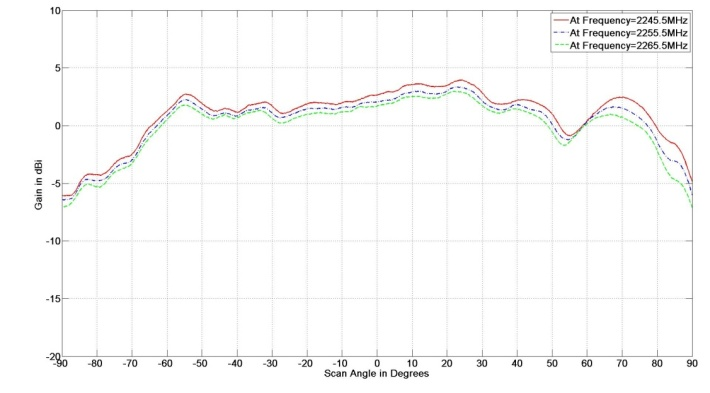 10
At Frequency=2245.5MHz
At Frequency=2255.5MHz
At Frequency=2265.5MHz
5
0
Gain in dBi
-5
-10
-15
-20
-90 -80 -70 -60 -50 -40 -30 -20 -10 0 10 20 30 40 50 60 70 80 90
Scan Angle in Degrees